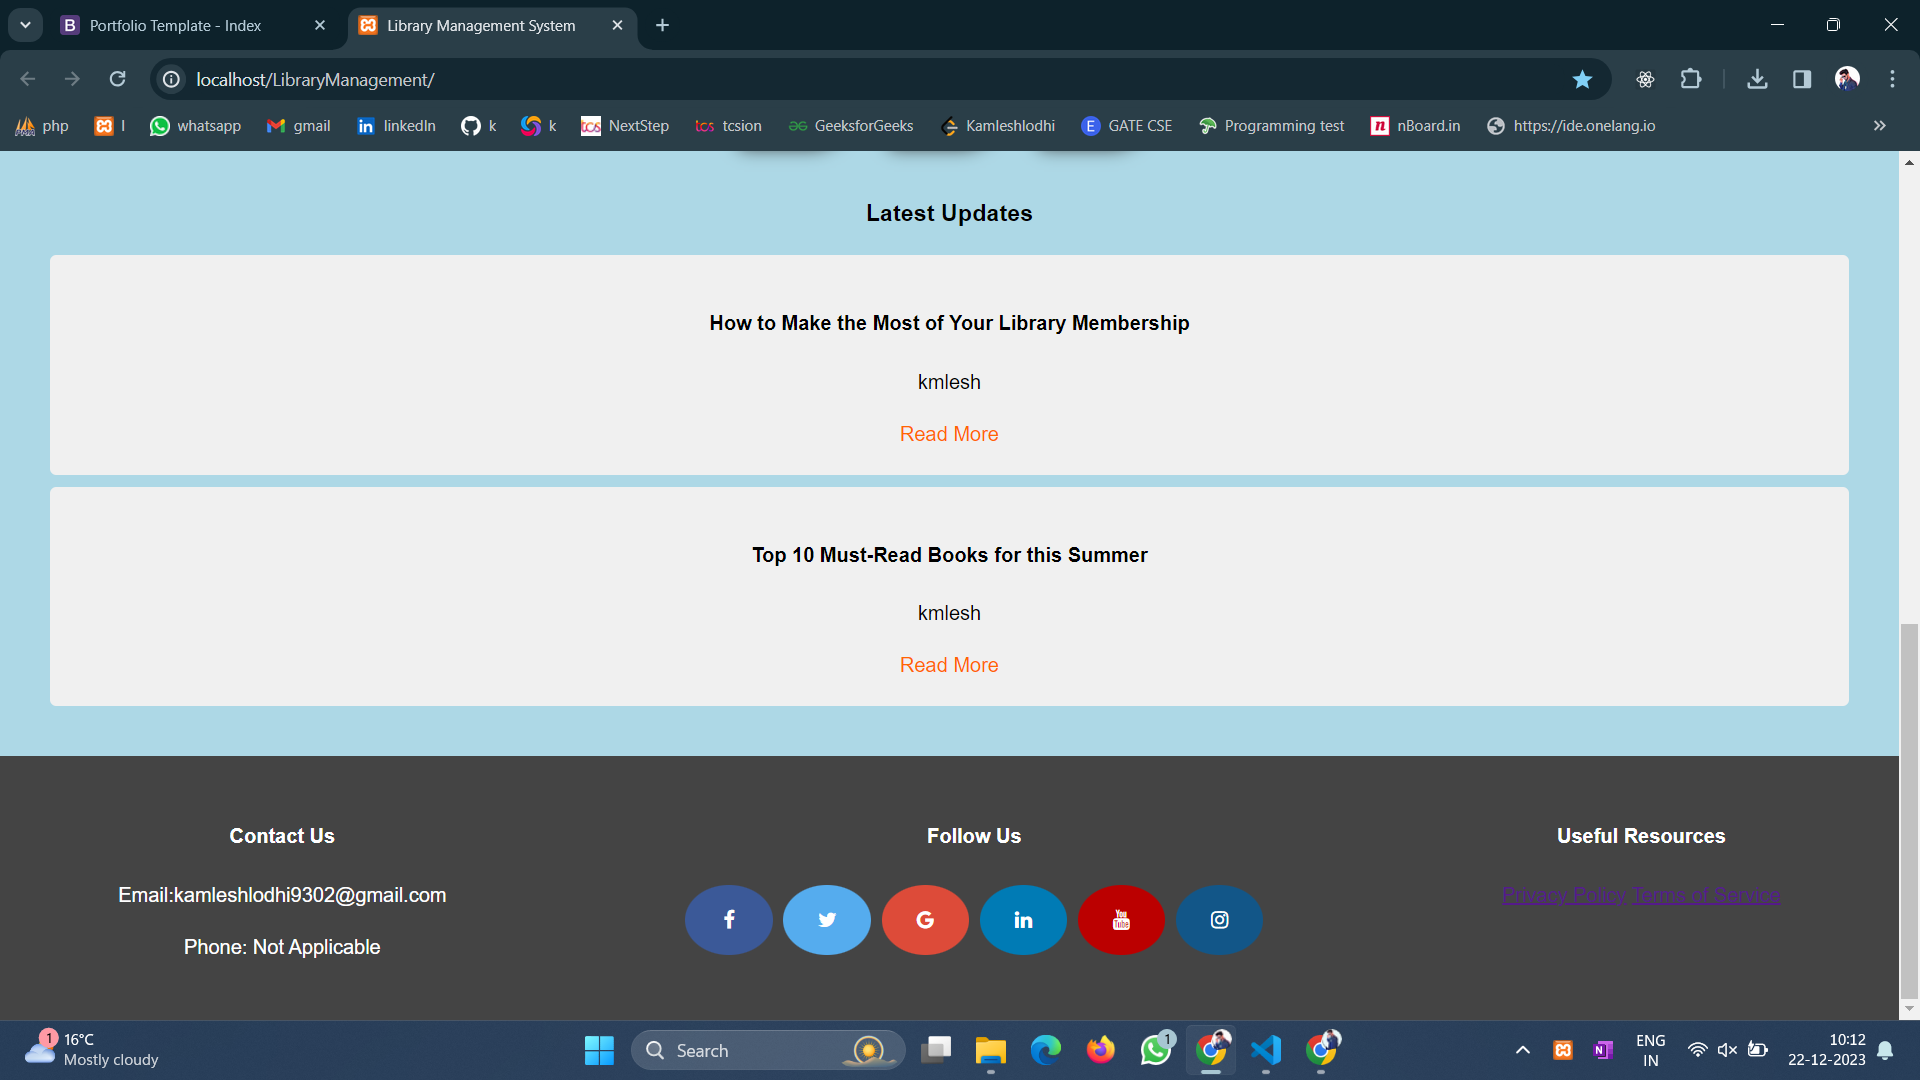 Portfolio Template - Index
Library Management System
localhost/LibraryManagement/
php
l
whatsapp
gmail
linkedIn
k
k
NextStep
tcsion
GeeksforGeeks
Kamleshlodhi
GATE CSE
Programming test
nBoard.in
https://ide.onelang.io
Latest Updates
How to Make the Most of Your Library Membership
kmlesh
Read More
Top 10 Must-Read Books for this Summer
kmlesh
Read More
Contact Us
Email:kamleshlodhi9302@gmail.com
Phone: Not Applicable
Follow Us
You Tube
Useful Resources
Privacy Policy Terms of Service
1
16°C
Mostly cloudy
Search
1
ENG
IN
10:12
22-12-2023